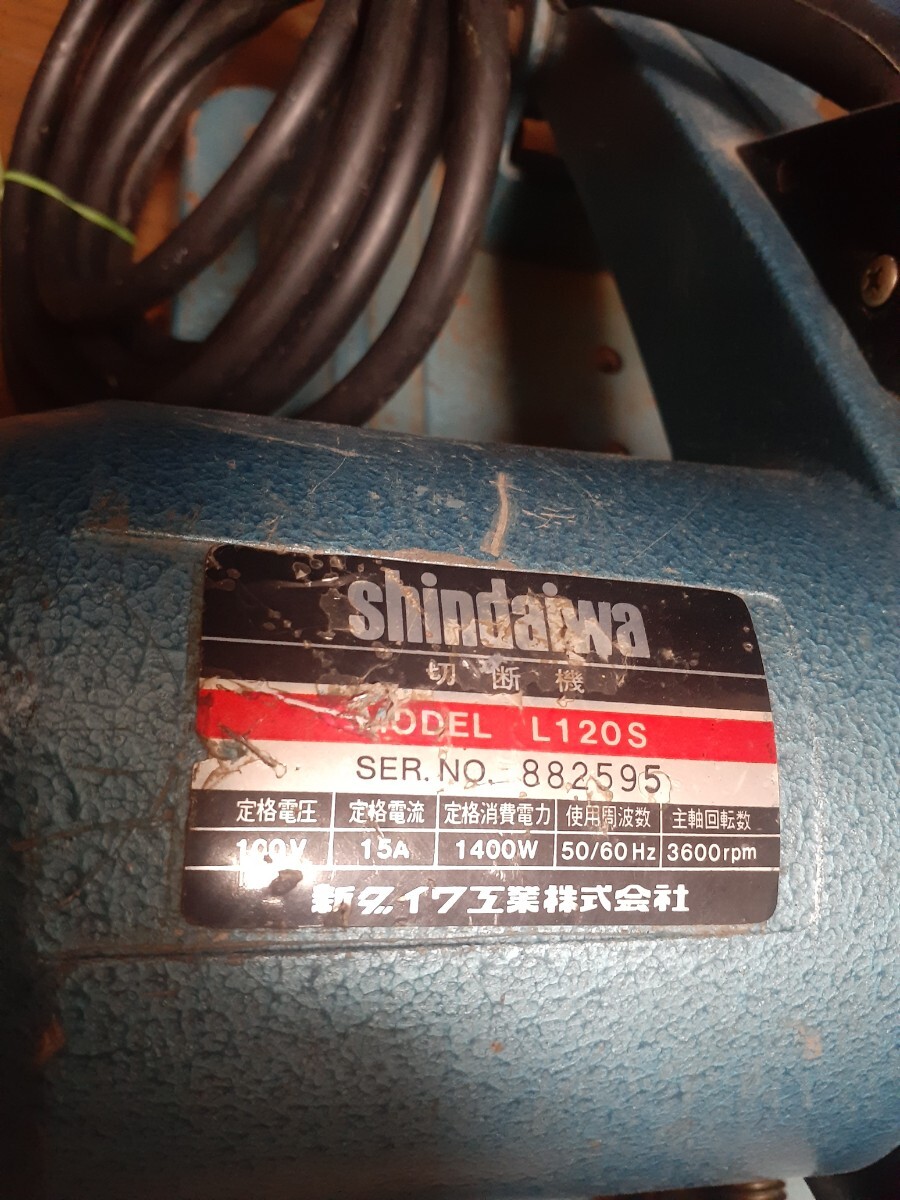 shindaiwa
切断機
MODEL L120S
SER. NO. 882595
定格電圧 定格電流 定格消費電力 使用周波数 主軸回転数
100V 15A 1400W 50/60Hz 3600rpm
新ダイワ工業株式会社